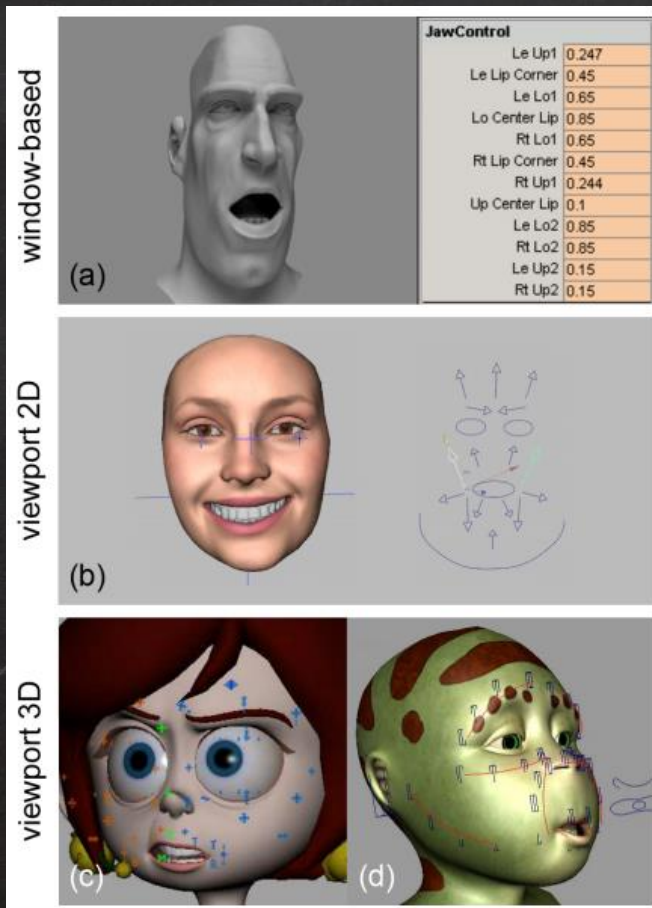 window-based
(a)
JawControl
Le Up1 0.247
Le Lip Corner 0.45
Le Lo1 0.65
Lo Center Lip 0.85
Rt Lo1 0.65
Rt Lip Corner 0.45
Rt Up1 0.244
Up Center Lip 0.1
Le Lo2 0.85
Rt Lo2 0.85
Le Up2 0.15
Rt Up2 0.15
viewport 2D
(b)
viewport 3D
(c)
(d)